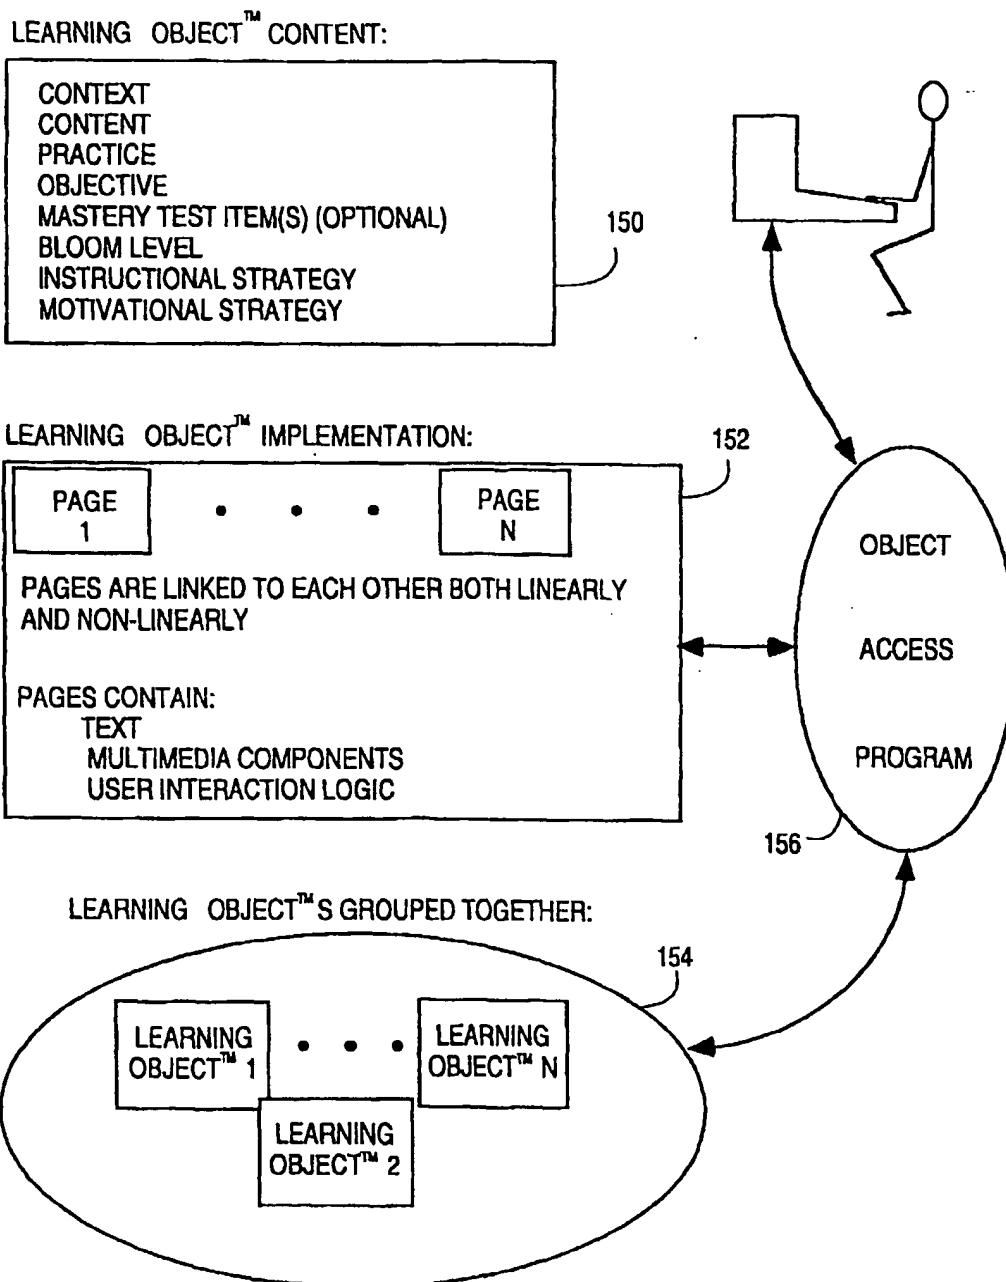 LEARNING OBJECT™ CONTENT:
CONTEXT
CONTENT
PRACTICE
OBJECTIVE
MASTERY TEST ITEM(S) (OPTIONAL)
BLOOM LEVEL
INSTRUCTIONAL STRATEGY
MOTIVATIONAL STRATEGY
150
LEARNING OBJECT™ IMPLEMENTATION:
152
PAGE
1
PAGE
N
PAGES ARE LINKED TO EACH OTHER BOTH LINEARLY
AND NON-LINEARLY
PAGES CONTAIN:
TEXT
MULTIMEDIA COMPONENTS
USER INTERACTION LOGIC
OBJECT
ACCESS
PROGRAM
156
LEARNING OBJECT™S GROUPED TOGETHER:
154
LEARNING
OBJECT™ 1
LEARNING
OBJECT™ N
LEARNING
OBJECT™ 2